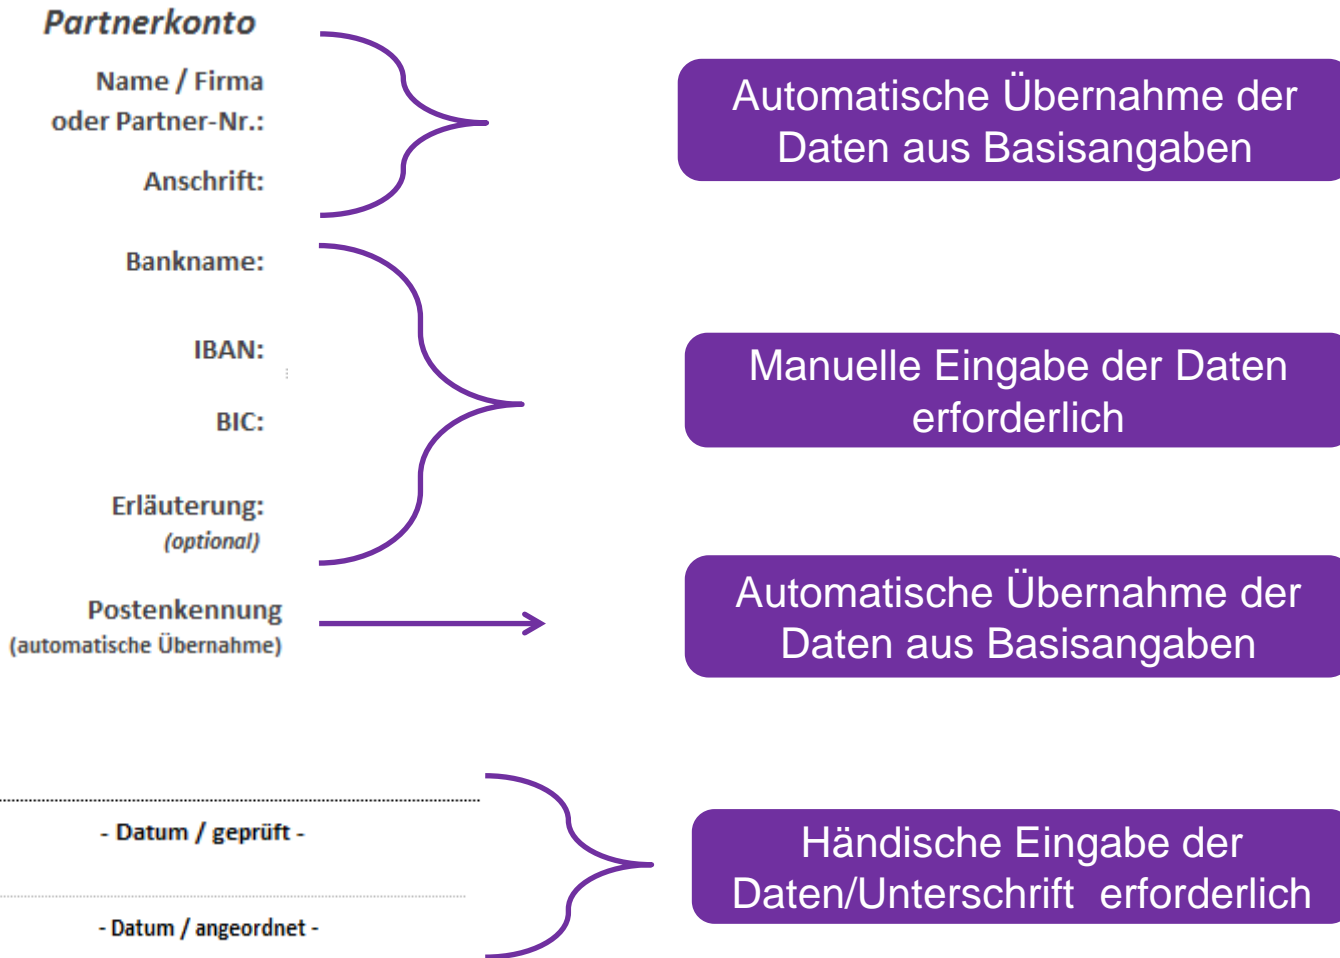 Partnerkonto
Name / Firma
oder Partner-Nr.:
Anschrift:
Automatische Übernahme der
Daten aus Basisangaben
Bankname:
IBAN:
BIC:
Erläuterung:
(optional)
Manuelle Eingabe der Daten
erforderlich
Postenkennung
(automatische Übernahme)
Automatische Übernahme der
Daten aus Basisangaben
- Datum / geprüft -
- Datum / angeordnet -
Händische Eingabe der
Daten/Unterschrift erforderlich